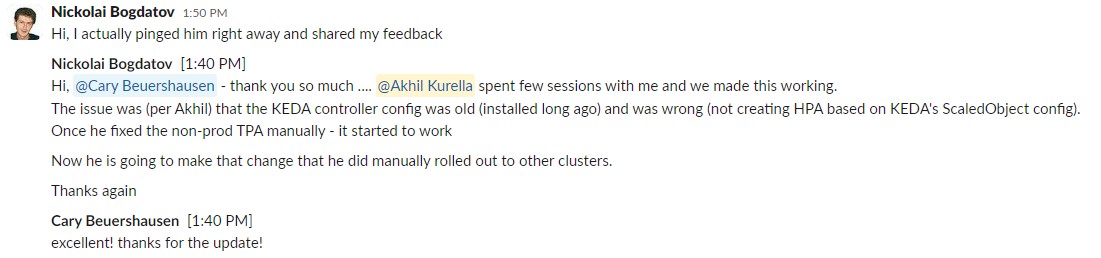 Nickolai Bogdatov 1:50 PM
Hi, I actually pinged him right away and shared my feedback
Nickolai Bogdatov [1:40 PM]
Hi, @Cary Beuershausen - thank you so much .... @Akhil Kurella spent few sessions with me and we made this working.
The issue was (per Akhil) that the KEDA controller config was old (installed long ago) and was wrong (not creating HPA based on KEDA's ScaledObject config).
Once he fixed the non-prod TPA manually - it started to work
Now he is going to make that change that he did manually rolled out to other clusters.
Thanks again
Cary Beuershausen [1:40 PM]
excellent! thanks for the update!